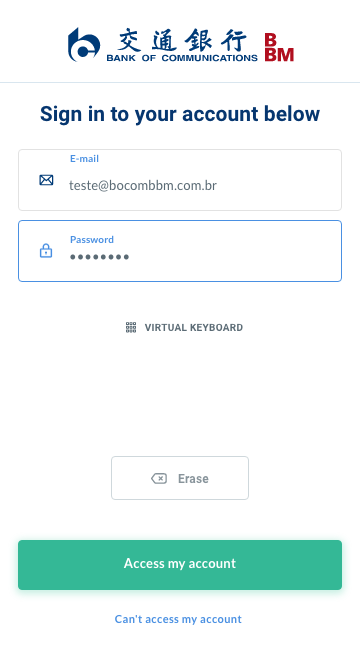 交通銀行
BANK OF COMMUNICATIONS
B
BM
Sign in to your account below
E-mail
teste@bocombbm.com.br
Password
••••••••
VIRTUAL KEYBOARD
Erase
Access my account
Can't access my account